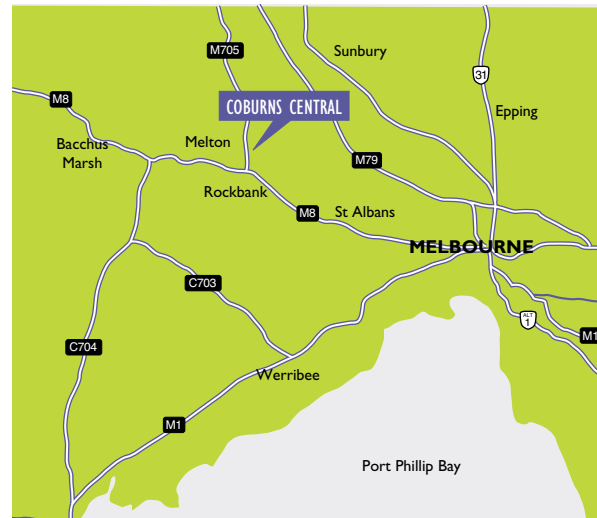 M705
Sunbury
31
M8
COBURNS CENTRAL
Epping
Bacchus
Marsh
Melton
M79
Rockbank
M8
St Albans
MELBOURNE
C703
ALT
1
M1
C704
Werribee
M1
Port Phillip Bay